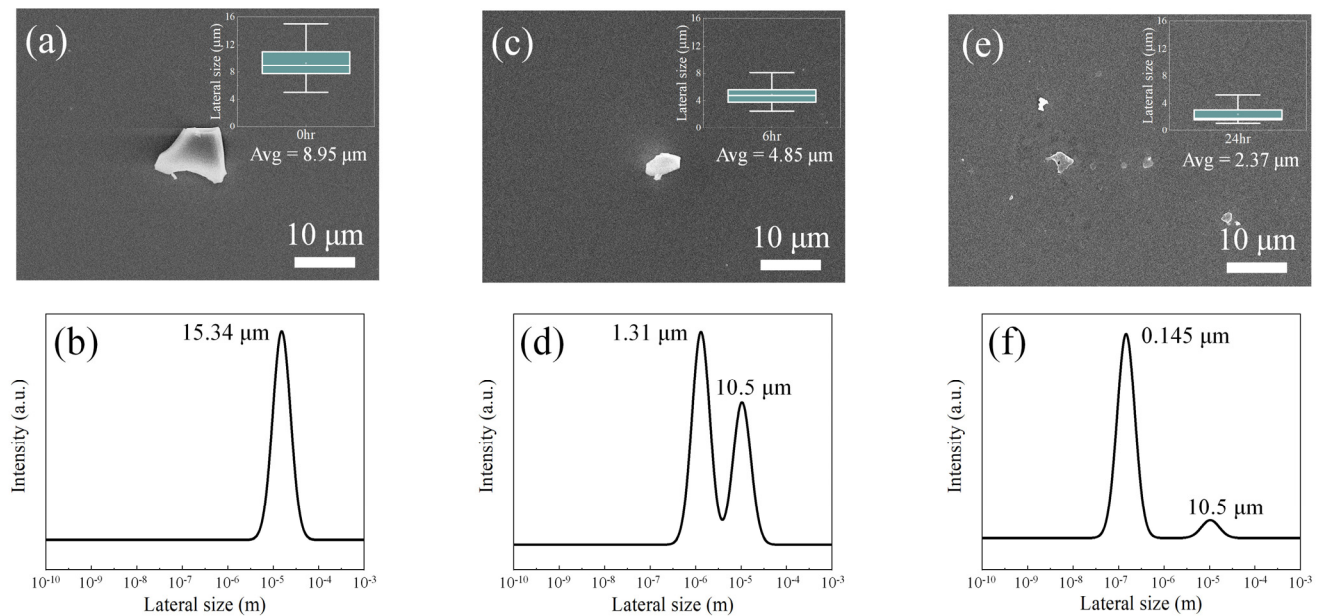 (a)
Lateral size (μm)
16
12
8
4
0
0hr
Avg = 8.95 μm
10 μm
(c)
Lateral size (μm)
16
12
8
4
0
6hr
Avg = 4.85 μm
10 μm
(e)
Lateral size (μm)
16
12
8
4
0
24hr
Avg = 2.37 μm
10 μm
(b)
15.34 μm
Intensity (a.u.)
10⁻¹⁰ 10⁻⁹ 10⁻⁸ 10⁻⁷ 10⁻⁶ 10⁻⁵ 10⁻⁴ 10⁻³
Lateral size (m)
(d)
1.31 μm
10.5 μm
Intensity (a.u.)
10⁻¹⁰ 10⁻⁹ 10⁻⁸ 10⁻⁷ 10⁻⁶ 10⁻⁵ 10⁻⁴ 10⁻³
Lateral size (m)
(f)
0.145 μm
10.5 μm
Intensity (a.u.)
10⁻¹⁰ 10⁻⁹ 10⁻⁸ 10⁻⁷ 10⁻⁶ 10⁻⁵ 10⁻⁴ 10⁻³
Lateral size (m)